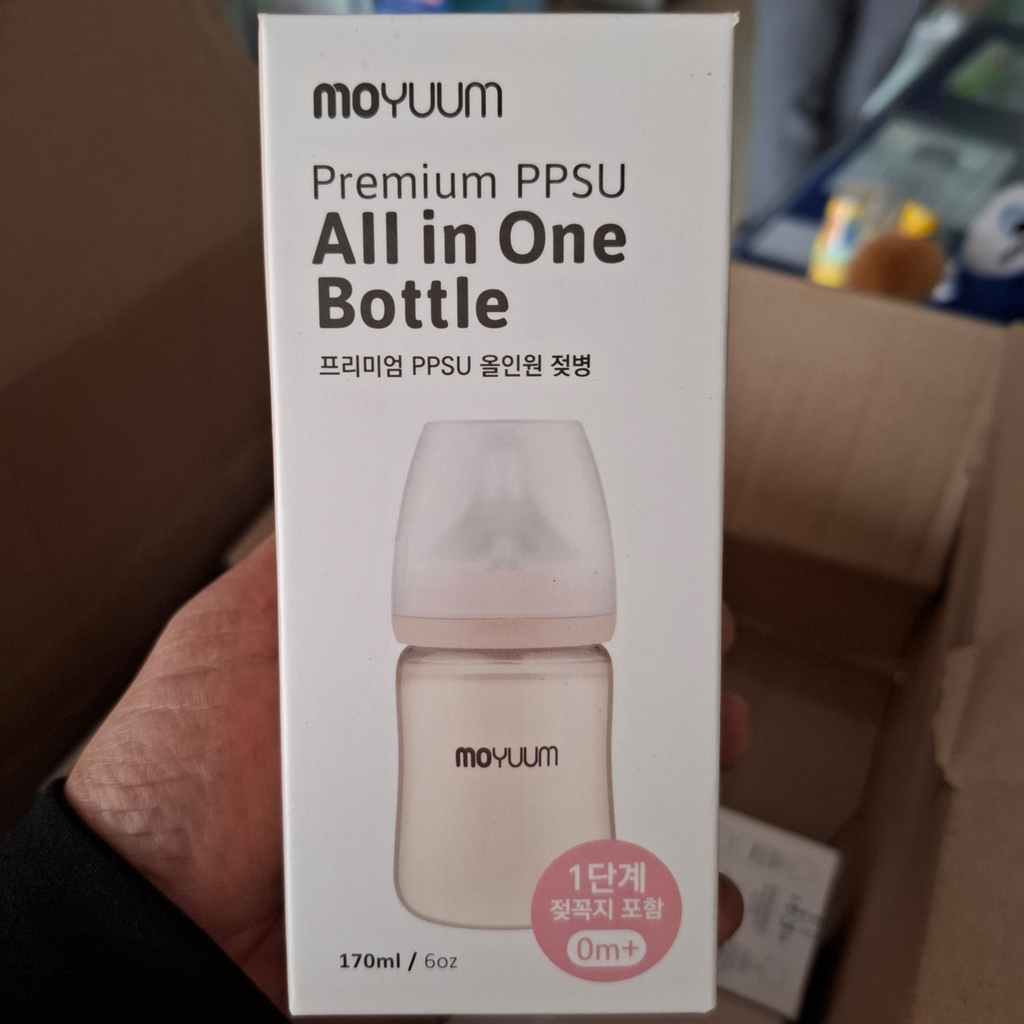 moyuum
Premium PPSU
All in One
Bottle
프리미엄 PPSU 올인원 젖병
moyuum
1단계
젖꼭지 포함
0m+
170ml / 6oz